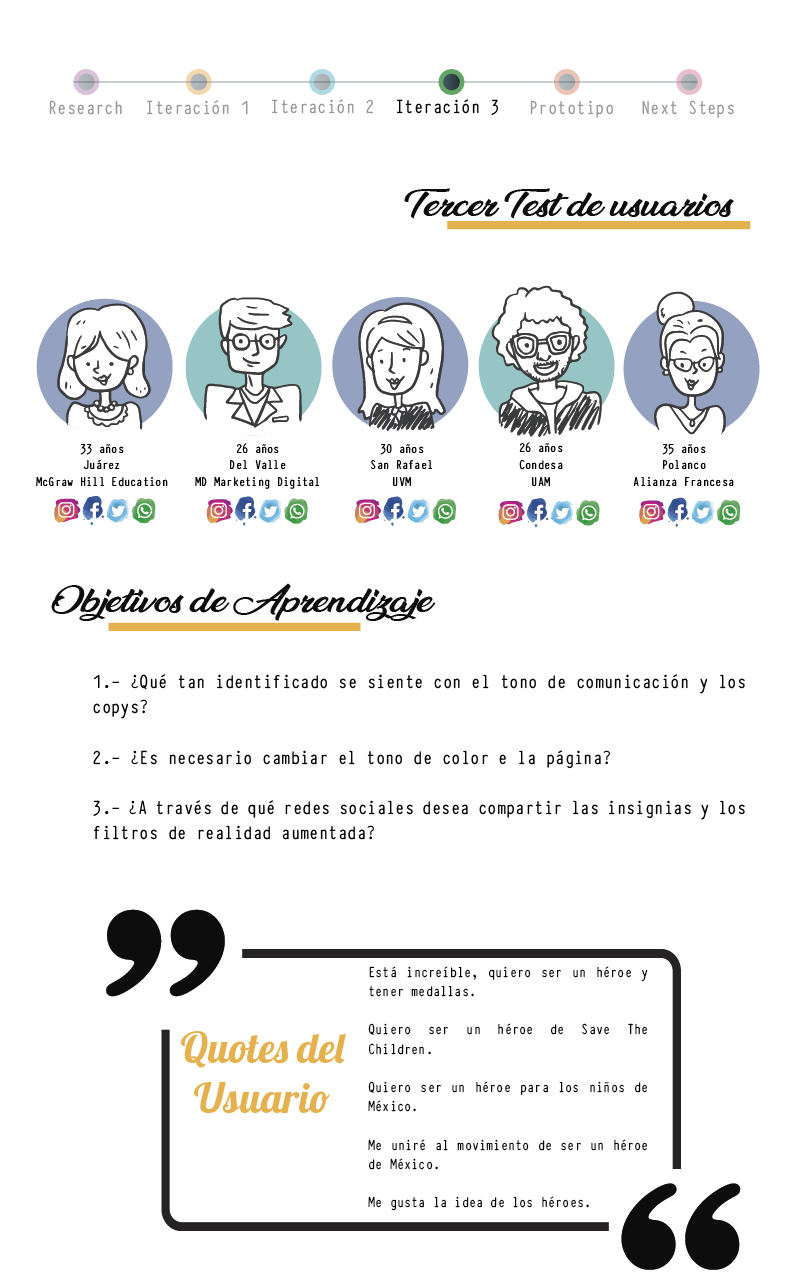 Research Iteración 1 Iteración 2 Iteración 3 Prototipo Next Steps
Tercer Test de usuarios
33 años
Juárez
McGraw Hill Education
26 años
Del Valle
MD Marketing Digital
30 años
San Rafael
UVM
26 años
Condesa
UAM
35 años
Polanco
Alianza Francesa
Objetivos de Aprendizaje
1.- ¿Qué tan identificado se siente con el tono de comunicación y los
copys?
2.- ¿Es necesario cambiar el tono de color e la página?
3.- ¿A través de qué redes sociales desea compartir las insignias y los
filtros de realidad aumentada?
Quotes del
Usuario
Está increíble, quiero ser un héroe y
tener medallas.
Quiero ser un héroe de Save The
Children.
Quiero ser un héroe para los niños de
México.
Me uniré al movimiento de ser un héroe
de México.
Me gusta la idea de los héroes.